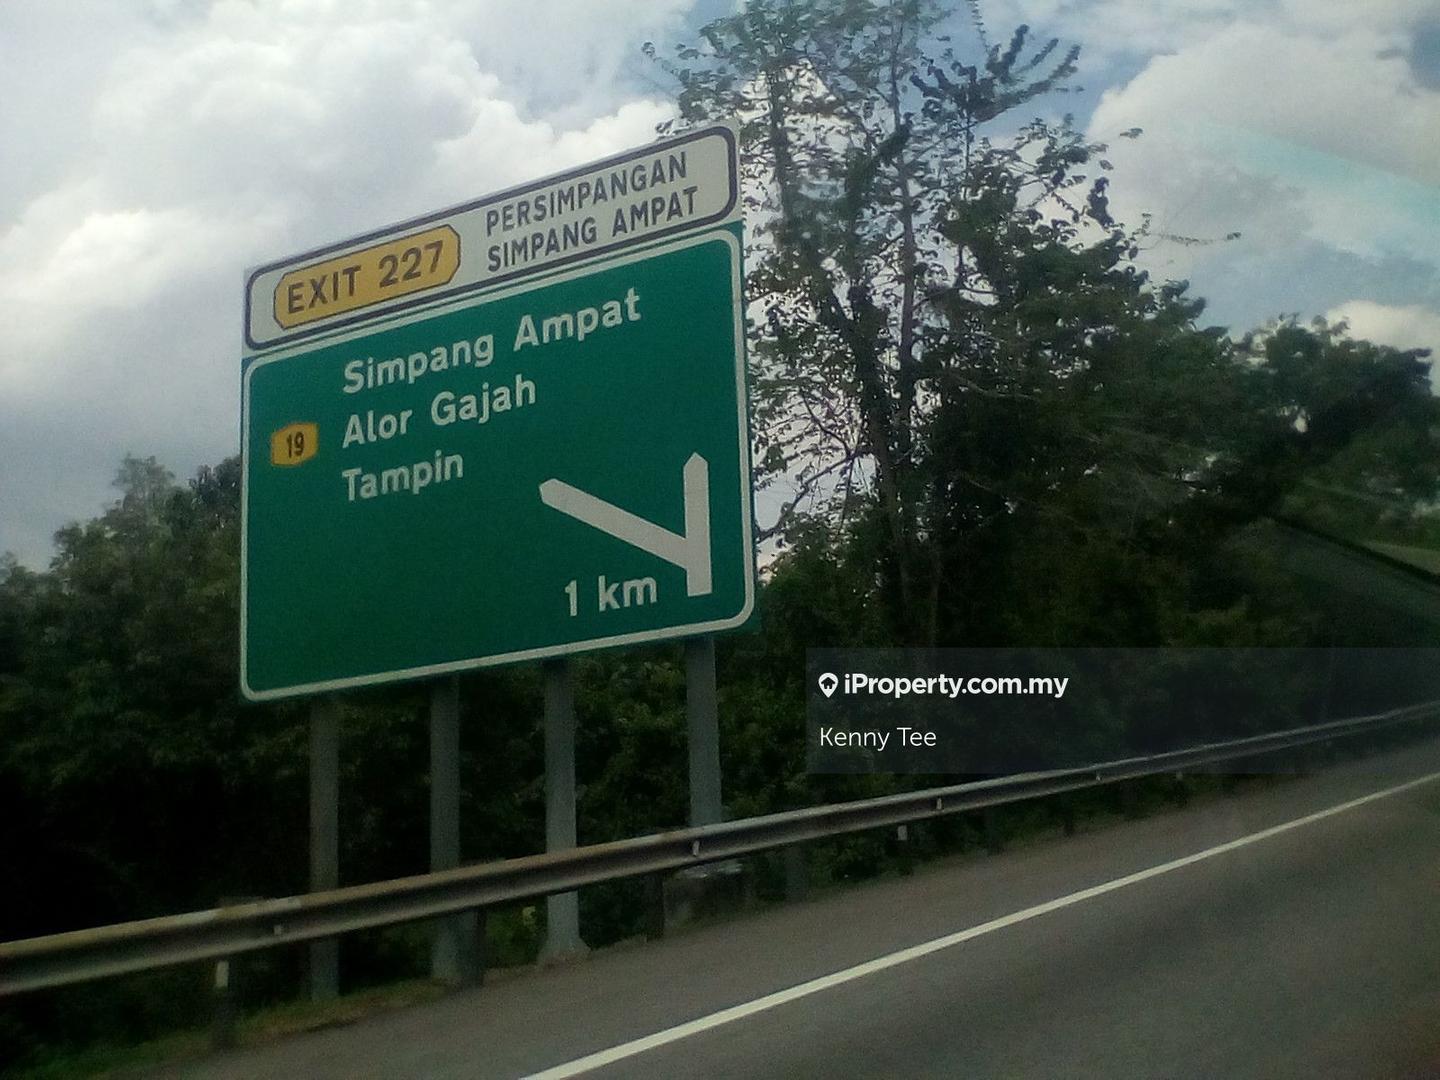 EXIT 227
PERSIMPANGAN
SIMPANG AMPAT
Simpang Ampat
19 Alor Gajah
Tampin
1 km
iProperty.com.my
Kenny Tee